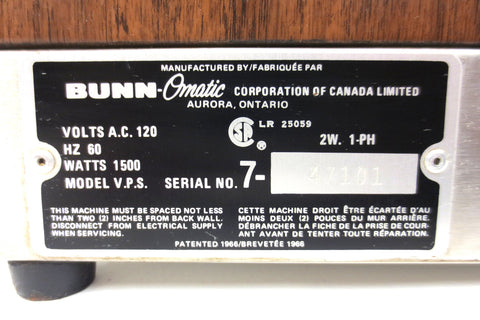 MANUFACTURED BY/FABRIQUÉE PAR
BUNN-Omatic CORPORATION OF CANADA LIMITED
AURORA, ONTARIO
VOLTS A.C. 120
HZ 60
WATTS 1500
MODEL V.P.S.
SA ® LR 25059
2W. 1-PH
SERIAL NO. 7- 47101
THIS MACHINE MUST BE SPACED NOT LESS
THAN TWO (2) INCHES FROM BACK WALL.
DISCONNECT FROM ELECTRICAL SUPPLY
WHEN SERVICING.
CETTE MACHINE DROIT ÊTRE ÉCARTÉE D'AU
MOINS DEUX (2) POUCES DU MUR ARRIÈRE.
DÉBRANCHER LA FICHE DE LA PRISE DE COUR-
ANT AVANT DE TENTER TOUTE RÉPARATION.
PATENTED 1966/BREVETÉE 1966